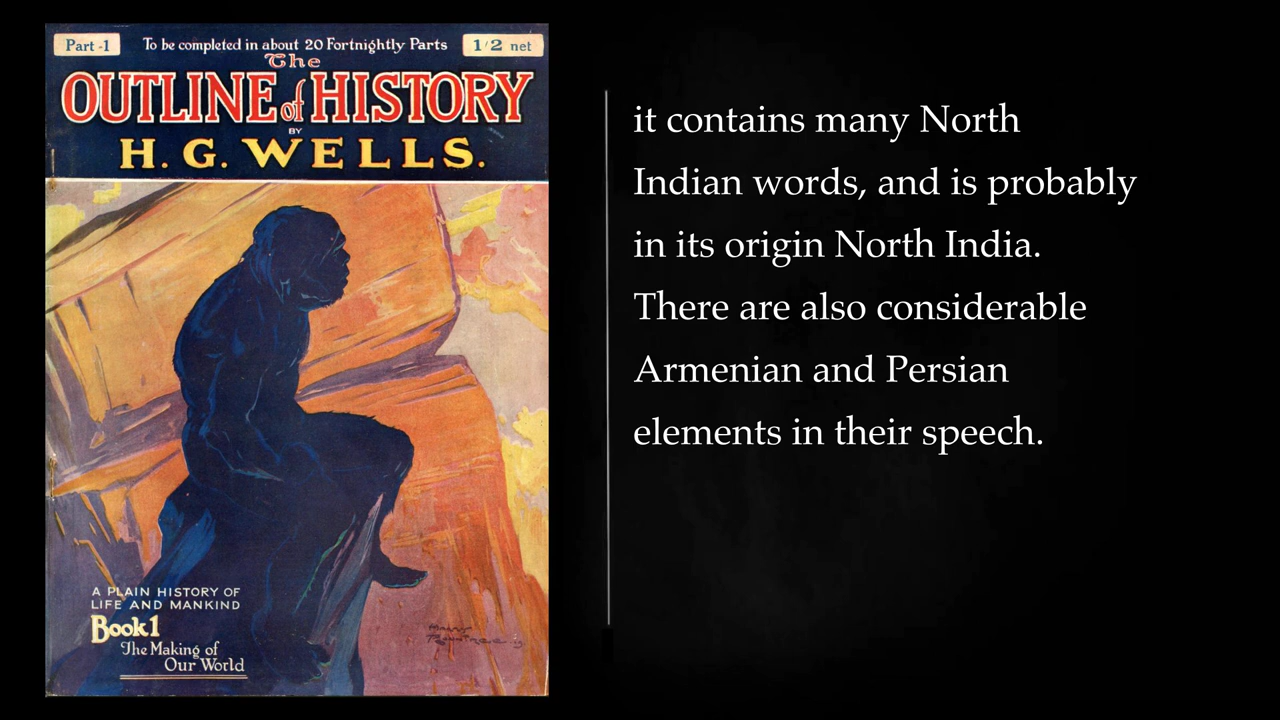 Part -1
To be completed in about 20 Fortnightly Parts
1/2 net
The
OUTLINE of HISTORY
BY
H. G. WELLS.
A PLAIN HISTORY OF
LIFE AND MANKIND
Book 1
The Making of
Our World
it contains many North
Indian words, and is probably
in its origin North India.
There are also considerable
Armenian and Persian
elements in their speech.